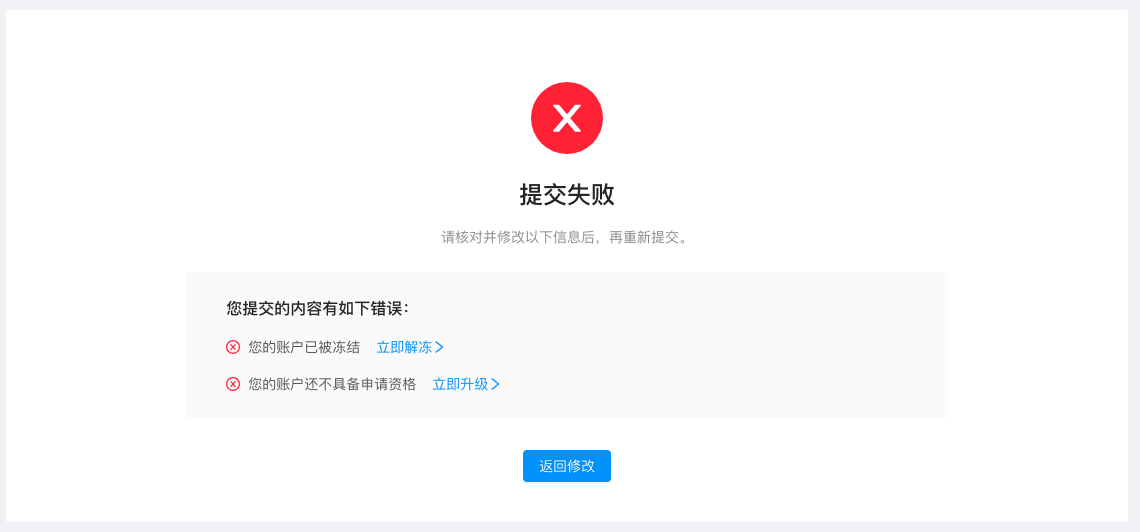 提交失败
请核对并修改以下信息后，再重新提交。
您提交的内容有如下错误：
您的账户已被冻结 立即解冻
您的账户还不具备申请资格 立即升级
返回修改